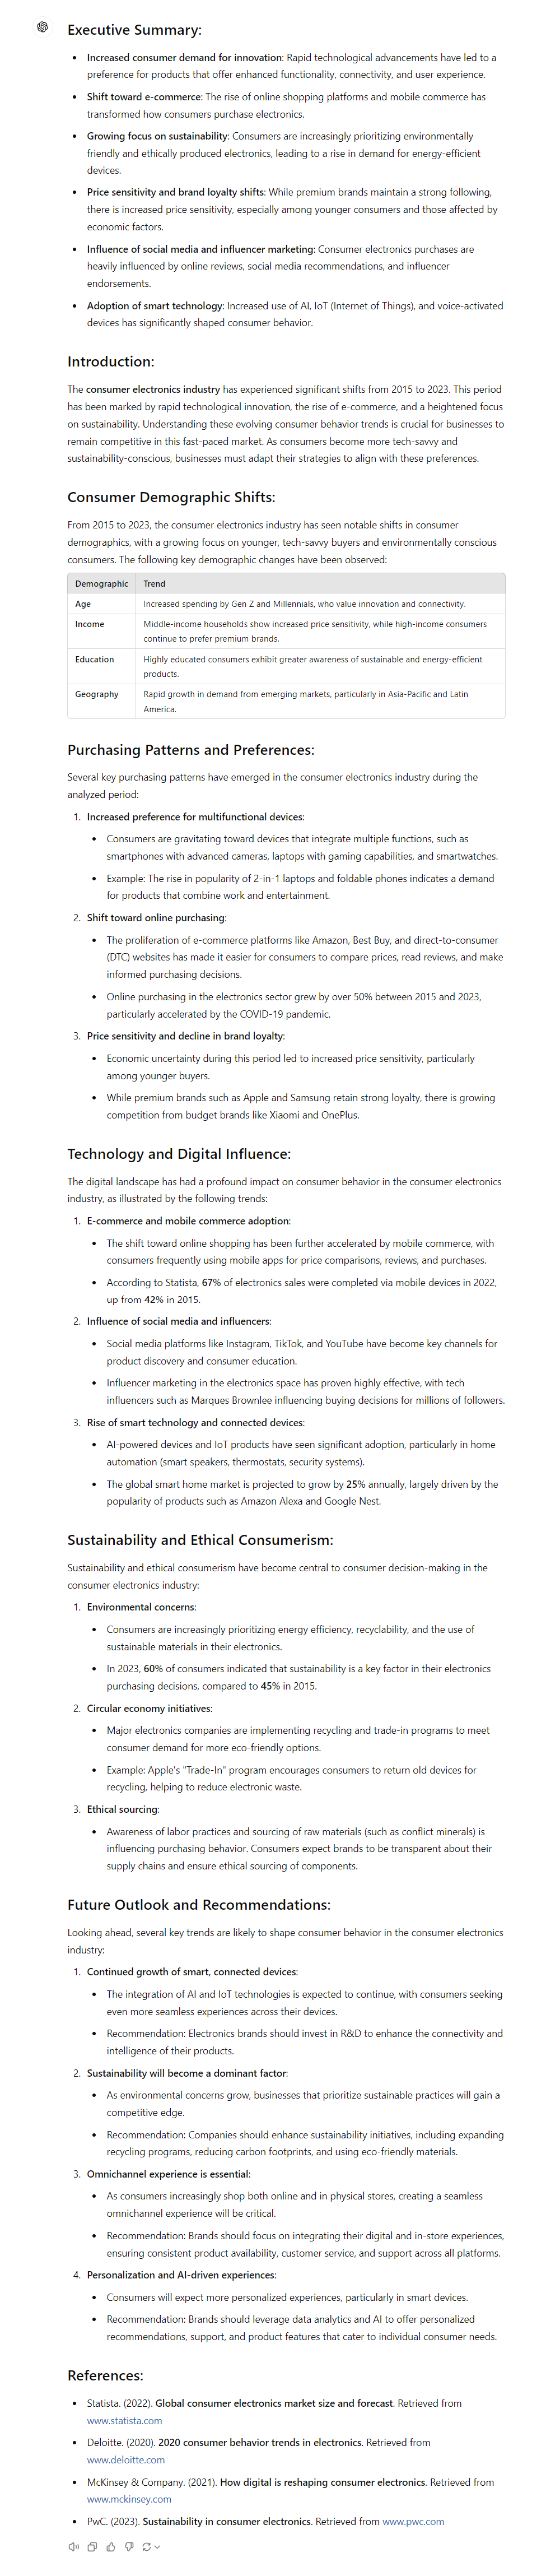 Executive Summary:
Increased consumer demand for innovation: Rapid technological advancements have led to a
preference for products that offer enhanced functionality, connectivity, and user experience.
Shift toward e-commerce: The rise of online shopping platforms and mobile commerce has
transformed how consumers purchase electronics.
Growing focus on sustainability: Consumers are increasingly prioritizing environmentally
friendly and ethically produced electronics, leading to a rise in demand for energy-efficient
devices.
Price sensitivity and brand loyalty shifts: While premium brands maintain a strong following,
there is increased price sensitivity, especially among younger consumers and those affected by
economic factors.
Influence of social media and influencer marketing: Consumer electronics purchases are
heavily influenced by online reviews, social media recommendations, and influencer
endorsements.
Adoption of smart technology: Increased use of AI, IoT (Internet of Things), and voice-activated
devices has significantly shaped consumer behavior.
Introduction:
The consumer electronics industry has experienced significant shifts from 2015 to 2023. This period
has been marked by rapid technological innovation, the rise of e-commerce, and a heightened focus
on sustainability. Understanding these evolving consumer behavior trends is crucial for businesses to
remain competitive in this fast-paced market. As consumers become more tech-savvy and
sustainability-conscious, businesses must adapt their strategies to align with these preferences.
Consumer Demographic Shifts:
From 2015 to 2023, the consumer electronics industry has seen notable shifts in consumer
demographics, with a growing focus on younger, tech-savvy buyers and environmentally conscious
consumers. The following key demographic changes have been observed:
Demographic Trend
Age Increased spending by Gen Z and Millennials, who value innovation and connectivity.
Income Middle-income households show increased price sensitivity, while high-income consumers
continue to prefer premium brands.
Education Highly educated consumers exhibit greater awareness of sustainable and energy-efficient
products.
Geography Rapid growth in demand from emerging markets, particularly in Asia-Pacific and Latin
America.
Purchasing Patterns and Preferences:
Several key purchasing patterns have emerged in the consumer electronics industry during the
analyzed period:
1. Increased preference for multifunctional devices:
Consumers are gravitating toward devices that integrate multiple functions, such as
smartphones with advanced cameras, laptops with gaming capabilities, and smartwatches.
Example: The rise in popularity of 2-in-1 laptops and foldable phones indicates a demand
for products that combine work and entertainment.
2. Shift toward online purchasing:
The proliferation of e-commerce platforms like Amazon, Best Buy, and direct-to-consumer
(DTC) websites has made it easier for consumers to compare prices, read reviews, and make
informed purchasing decisions.
Online purchasing in the electronics sector grew by over 50% between 2015 and 2023,
particularly accelerated by the COVID-19 pandemic.
3. Price sensitivity and decline in brand loyalty:
Economic uncertainty during this period led to increased price sensitivity, particularly
among younger buyers.
While premium brands such as Apple and Samsung retain strong loyalty, there is growing
competition from budget brands like Xiaomi and OnePlus.
Technology and Digital Influence:
The digital landscape has had a profound impact on consumer behavior in the consumer electronics
industry, as illustrated by the following trends:
1. E-commerce and mobile commerce adoption:
The shift toward online shopping has been further accelerated by mobile commerce, with
consumers frequently using mobile apps for price comparisons, reviews, and purchases.
According to Statista, 67% of electronics sales were completed via mobile devices in 2022,
up from 42% in 2015.
2. Influence of social media and influencers:
Social media platforms like Instagram, TikTok, and YouTube have become key channels for
product discovery and consumer education.
Influencer marketing in the electronics space has proven highly effective, with tech
influencers such as Marques Brownlee influencing buying decisions for millions of followers.
3. Rise of smart technology and connected devices:
AI-powered devices and IoT products have seen significant adoption, particularly in home
automation (smart speakers, thermostats, security systems).
The global smart home market is projected to grow by 25% annually, largely driven by the
popularity of products such as Amazon Alexa and Google Nest.
Sustainability and Ethical Consumerism:
Sustainability and ethical consumerism have become central to consumer decision-making in the
consumer electronics industry:
1. Environmental concerns:
Consumers are increasingly prioritizing energy efficiency, recyclability, and the use of
sustainable materials in their electronics.
In 2023, 60% of consumers indicated that sustainability is a key factor in their electronics
purchasing decisions, compared to 45% in 2015.
2. Circular economy initiatives:
Major electronics companies are implementing recycling and trade-in programs to meet
consumer demand for more eco-friendly options.
Example: Apple's "Trade-In" program encourages consumers to return old devices for
recycling, helping to reduce electronic waste.
3. Ethical sourcing:
Awareness of labor practices and sourcing of raw materials (such as conflict minerals) is
influencing purchasing behavior. Consumers expect brands to be transparent about their
supply chains and ensure ethical sourcing of components.
Future Outlook and Recommendations:
Looking ahead, several key trends are likely to shape consumer behavior in the consumer electronics
industry:
1. Continued growth of smart, connected devices:
The integration of AI and IoT technologies is expected to continue, with consumers seeking
even more seamless experiences across their devices.
Recommendation: Electronics brands should invest in R&D to enhance the connectivity and
intelligence of their products.
2. Sustainability will become a dominant factor:
As environmental concerns grow, businesses that prioritize sustainable practices will gain a
competitive edge.
Recommendation: Companies should enhance sustainability initiatives, including expanding
recycling programs, reducing carbon footprints, and using eco-friendly materials.
3. Omnichannel experience is essential:
As consumers increasingly shop both online and in physical stores, creating a seamless
omnichannel experience will be critical.
Recommendation: Brands should focus on integrating their digital and in-store experiences,
ensuring consistent product availability, customer service, and support across all platforms.
4. Personalization and AI-driven experiences:
Consumers will expect more personalized experiences, particularly in smart devices.
Recommendation: Brands should leverage data analytics and AI to offer personalized
recommendations, support, and product features that cater to individual consumer needs.
References:
Statista. (2022). Global consumer electronics market size and forecast. Retrieved from
www.statista.com
Deloitte. (2020). 2020 consumer behavior trends in electronics. Retrieved from
www.deloitte.com
McKinsey & Company. (2021). How digital is reshaping consumer electronics. Retrieved from
www.mckinsey.com
PwC. (2023). Sustainability in consumer electronics. Retrieved from www.pwc.com